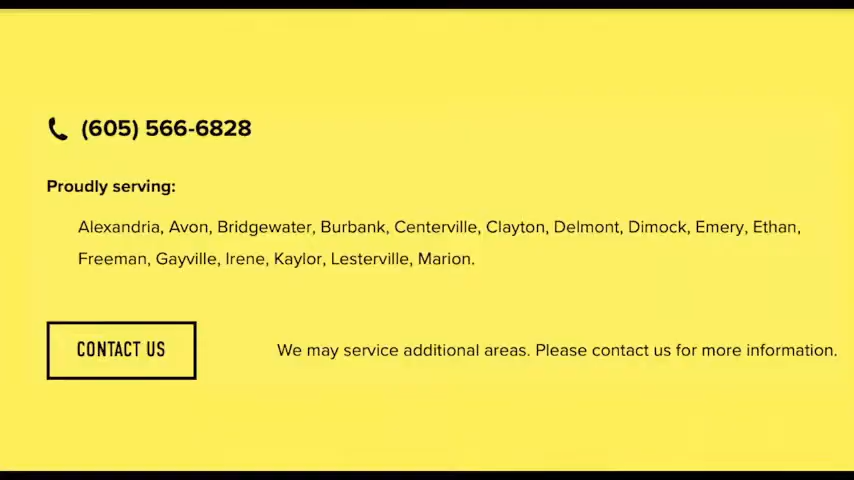 (605) 566-6828
Proudly serving:
Alexandria, Avon, Bridgewater, Burbank, Centerville, Clayton, Delmont, Dimock, Emery, Ethan,
Freeman, Gayville, Irene, Kaylor, Lesterville, Marion.
CONTACT US
We may service additional areas. Please contact us for more information.